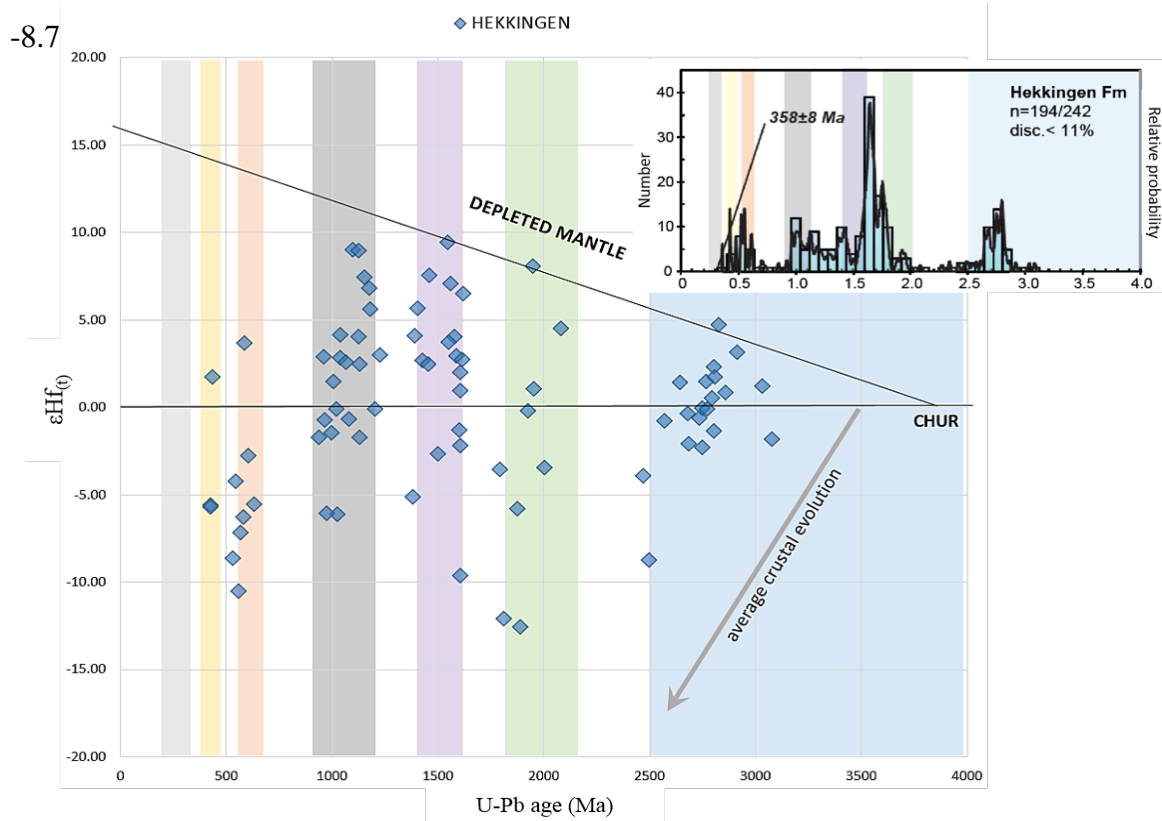 -8.7
HEKKINGEN
20.00
15.00
10.00
5.00
0.00
-5.00
-10.00
-15.00
-20.00
εHf(t)
0 500 1000 1500 2000 2500 3000 3500 4000
U-Pb age (Ma)
DEPLETED MANTLE
CHUR
average crustal evolution
Hekkingen Fm
n=194/242
disc.< 11%
358±8 Ma
40
30
20
10
0
Number
Relative probability
0 0.5 1.0 1.5 2.0 2.5 3.0 3.5 4.0